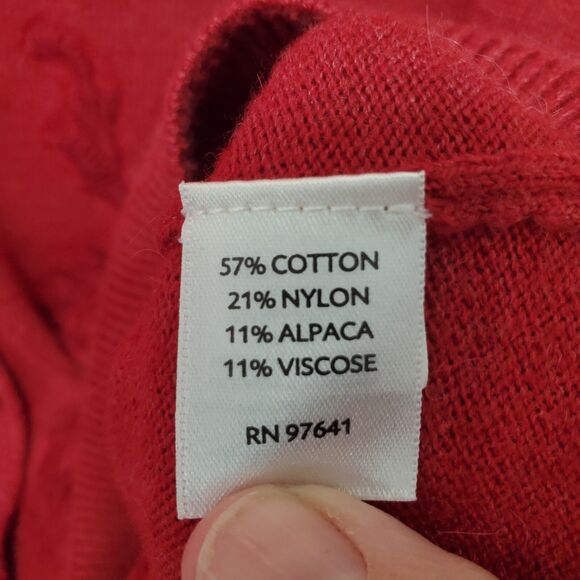 57% COTTON
21% NYLON
11% ALPACA
11% VISCOSE
RN 97641